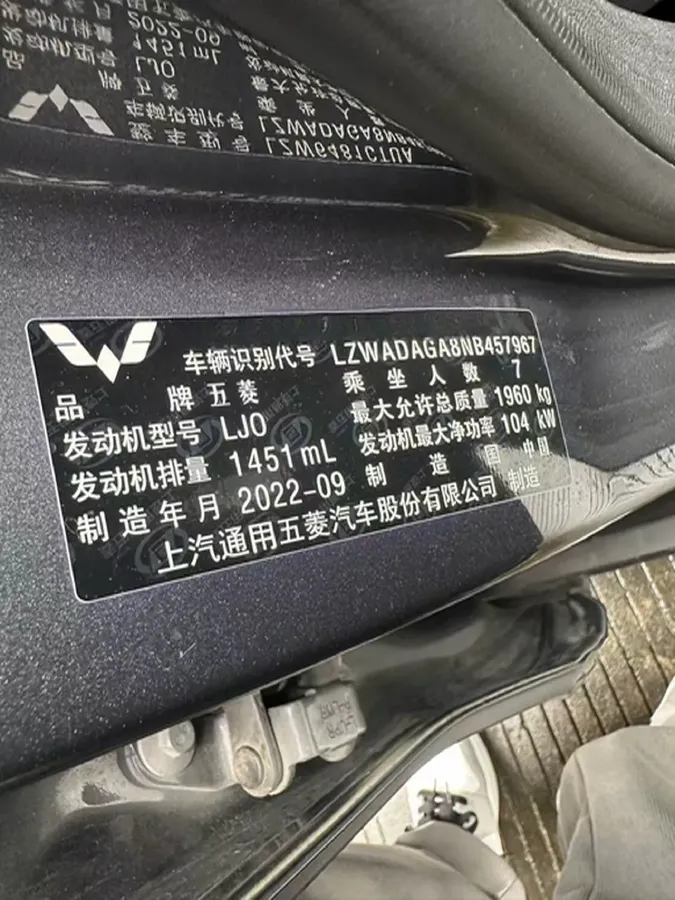 车辆识别代号 LZWADAGA8NB457967
品 牌 五菱 乘坐人数 7
发动机型号 LJO 最大允许总质量 1960 kg
发动机排量 1451 mL 发动机最大净功率 104 kW
制造年月 2022-09 制造国 中国
上汽通用五菱汽车股份有限公司 制造